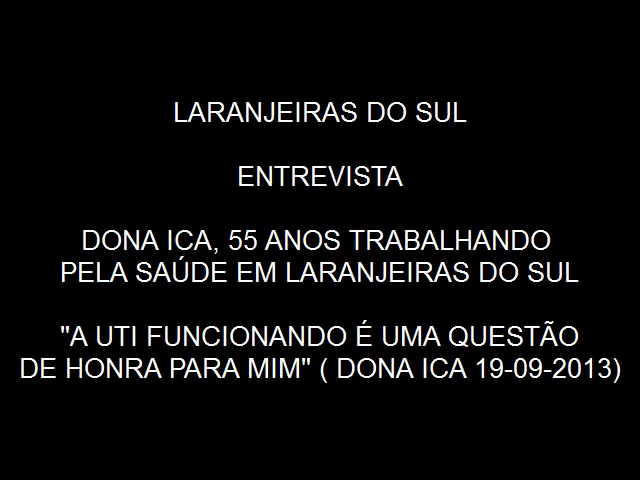 LARANJEIRAS DO SUL
ENTREVISTA
DONA ICA, 55 ANOS TRABALHANDO
PELA SAÚDE EM LARANJEIRAS DO SUL
"A UTI FUNCIONANDO É UMA QUESTÃO
DE HONRA PARA MIM" ( DONA ICA 19-09-2013)